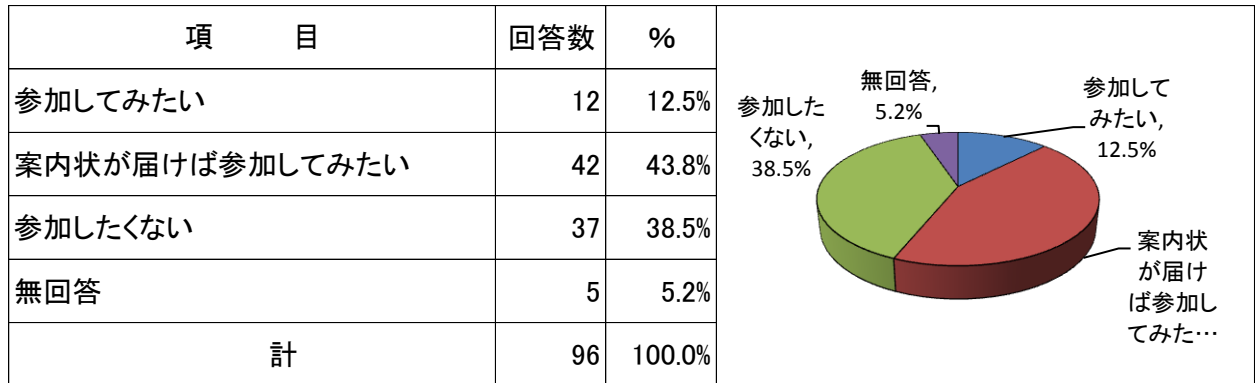 項　目 回答数 %
参加してみたい 12 12.5%
案内状が届けば参加してみたい 42 43.8%
参加したくない 37 38.5%
無回答 5 5.2%
計 96 100.0%
無回答,
5.2%
参加して
みたい,
12.5%
参加した
くない,
38.5%
案内状
が届け
ば参加し
てみた…